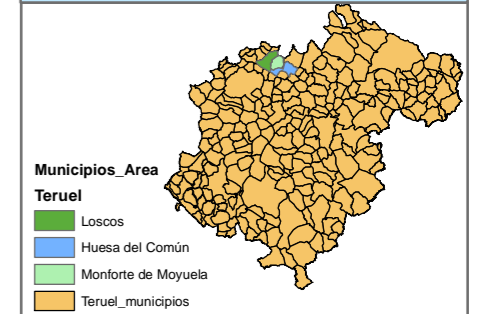 Municipios_Area
Teruel
Loscos
Huesa del Común
Monforte de Moyuela
Teruel_municipios